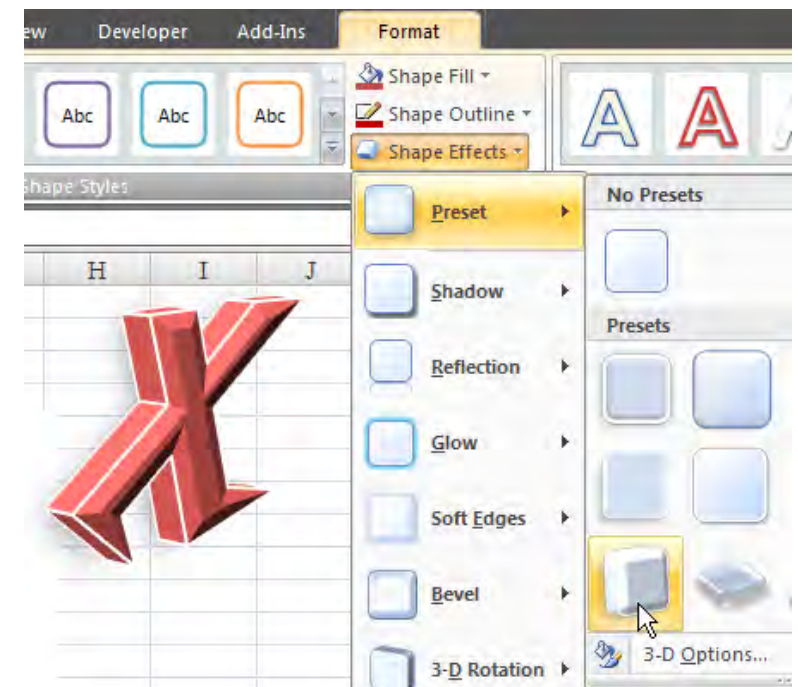 Developer Add-Ins Format
Shape Fill
Abc Abc Abc
Shape Outline
A A
Shape Effects
Shape Styles
Preset
No Presets
H I J
Shadow
Presets
Reflection
Glow
Soft Edges
Bevel
3-D Rotation
3-D Options...
X